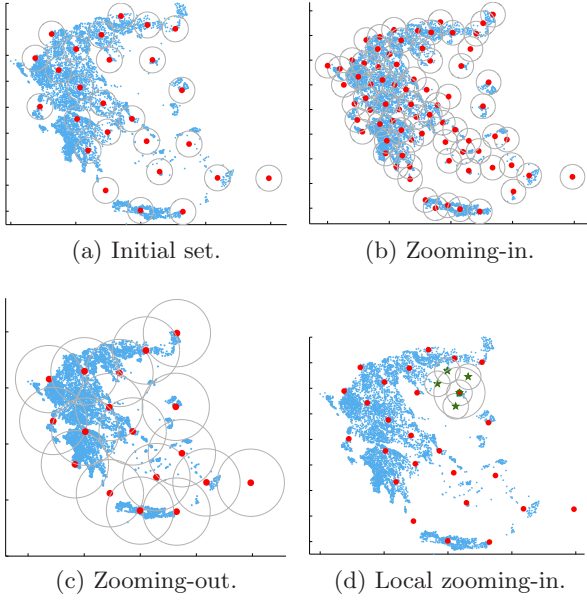 (a) Initial set.
(b) Zooming-in.
(c) Zooming-out.
(d) Local zooming-in.